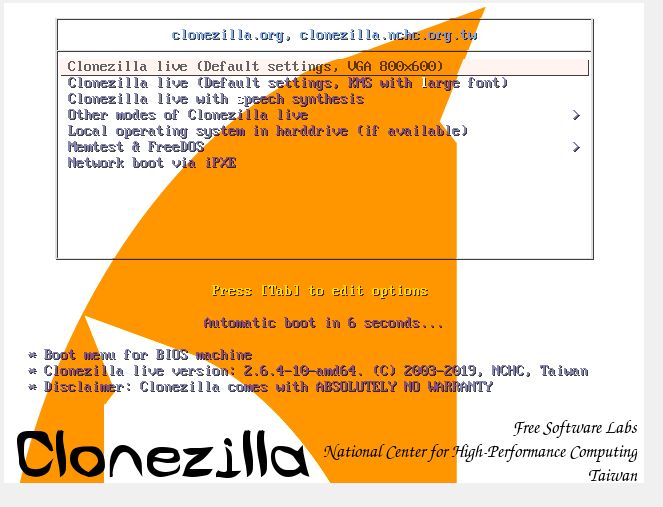 clonezilla.org, clonezilla.nchc.org.tw
Clonezilla live (Default settings, VGA 800x600)
Clonezilla live (Default settings, KMS with large font)
Clonezilla live with speech synthesis
Other modes of Clonezilla live >
Local operating system in harddrive (if available)
Memtest & FreeDOS >
Network boot via iPXE
Press [Tab] to edit options
Automatic boot in 6 seconds...
* Boot menu for BIOS machine
* Clonezilla live version: 2.6.4-10-amd64. (C) 2003-2019, NCHC, Taiwan
* Disclaimer: Clonezilla comes with ABSOLUTELY NO WARRANTY
Free Software Labs
Clonezilla National Center for High-Performance Computing
Taiwan